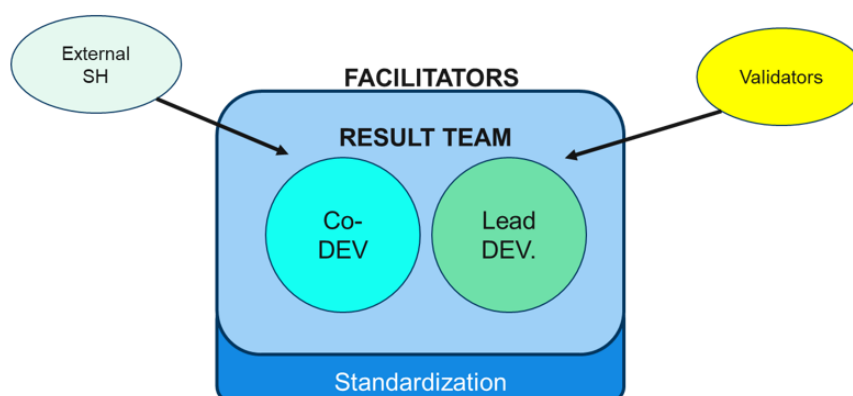 External
SH
FACILITATORS
Validators
RESULT TEAM
Co-
DEV
Lead
DEV.
Standardization